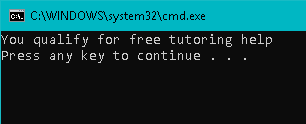 C:\WINDOWS\system32\cmd.exe
You qualify for free tutoring help
Press any key to continue . . .